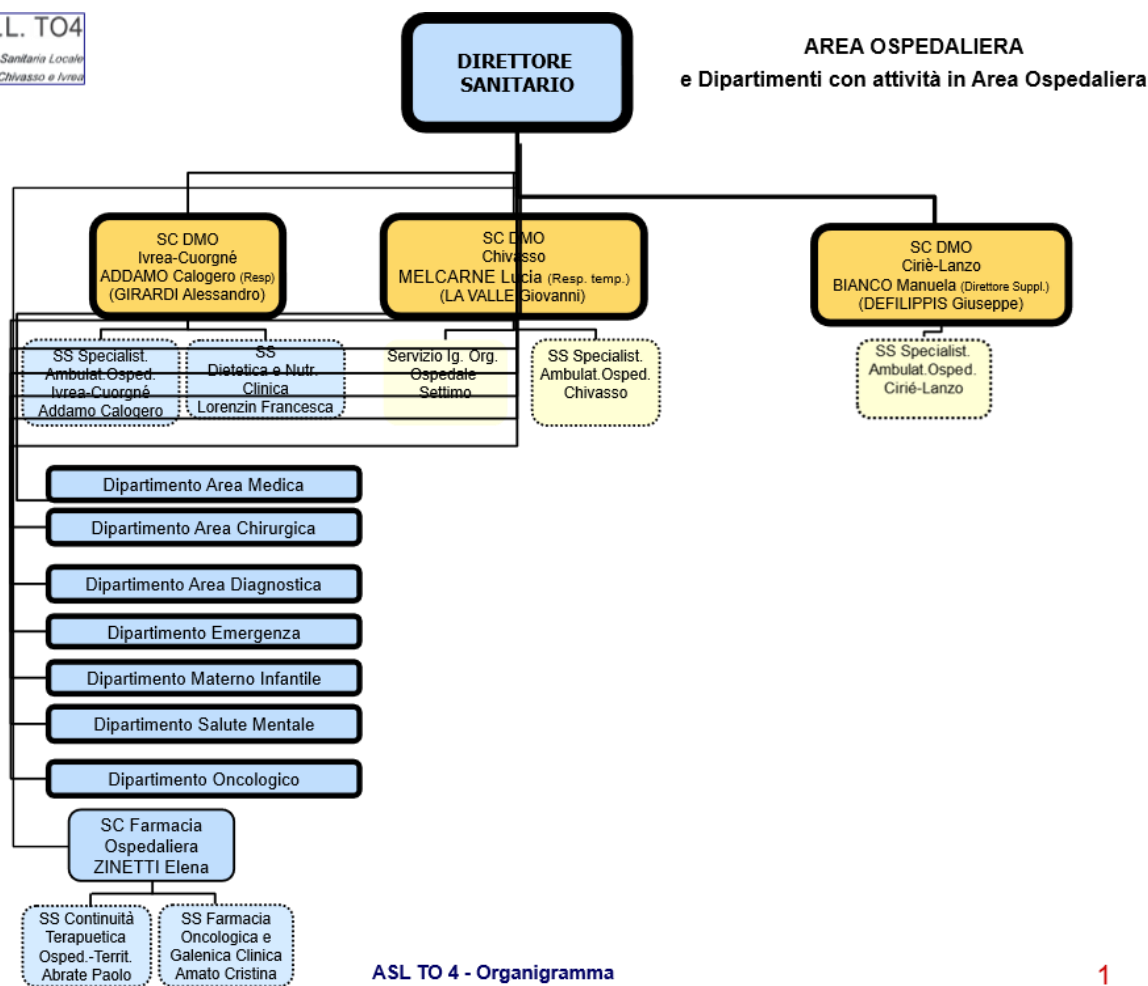 .L. TO4
Sanitaria Locale
Chivasso e Ivrea
DIRETTORE
SANITARIO
AREA OSPEDALIERA
e Dipartimenti con attività in Area Ospedaliera
SC DMO
Ivrea-Cuorgné
ADDAMO Calogero (Resp)
(GIRARDI Alessandro)
SC DMO
Chivasso
MELCARNE Lucia (Resp. temp.)
(LA VALLE Giovanni)
SC DMO
Ciriè-Lanzo
BIANCO Manuela (Direttore Suppl.)
(DEFILIPPIS Giuseppe)
SS Specialist.
Ambulat.Osped.
Ivrea-Cuorgné
Addamo Calogero
SS
Dietetica e Nutr.
Clinica
Lorenzin Francesca
Servizio Ig. Org.
Ospedale
Settimo
SS Specialist.
Ambulat.Osped.
Chivasso
SS Specialist.
Ambulat.Osped.
Cirié-Lanzo
Dipartimento Area Medica
Dipartimento Area Chirurgica
Dipartimento Area Diagnostica
Dipartimento Emergenza
Dipartimento Materno Infantile
Dipartimento Salute Mentale
Dipartimento Oncologico
SC Farmacia
Ospedaliera
ZINETTI Elena
SS Continuità
Terapuetica
Osped.-Territ.
Abrate Paolo
SS Farmacia
Oncologica e
Galenica Clinica
Amato Cristina
ASL TO 4 - Organigramma
1